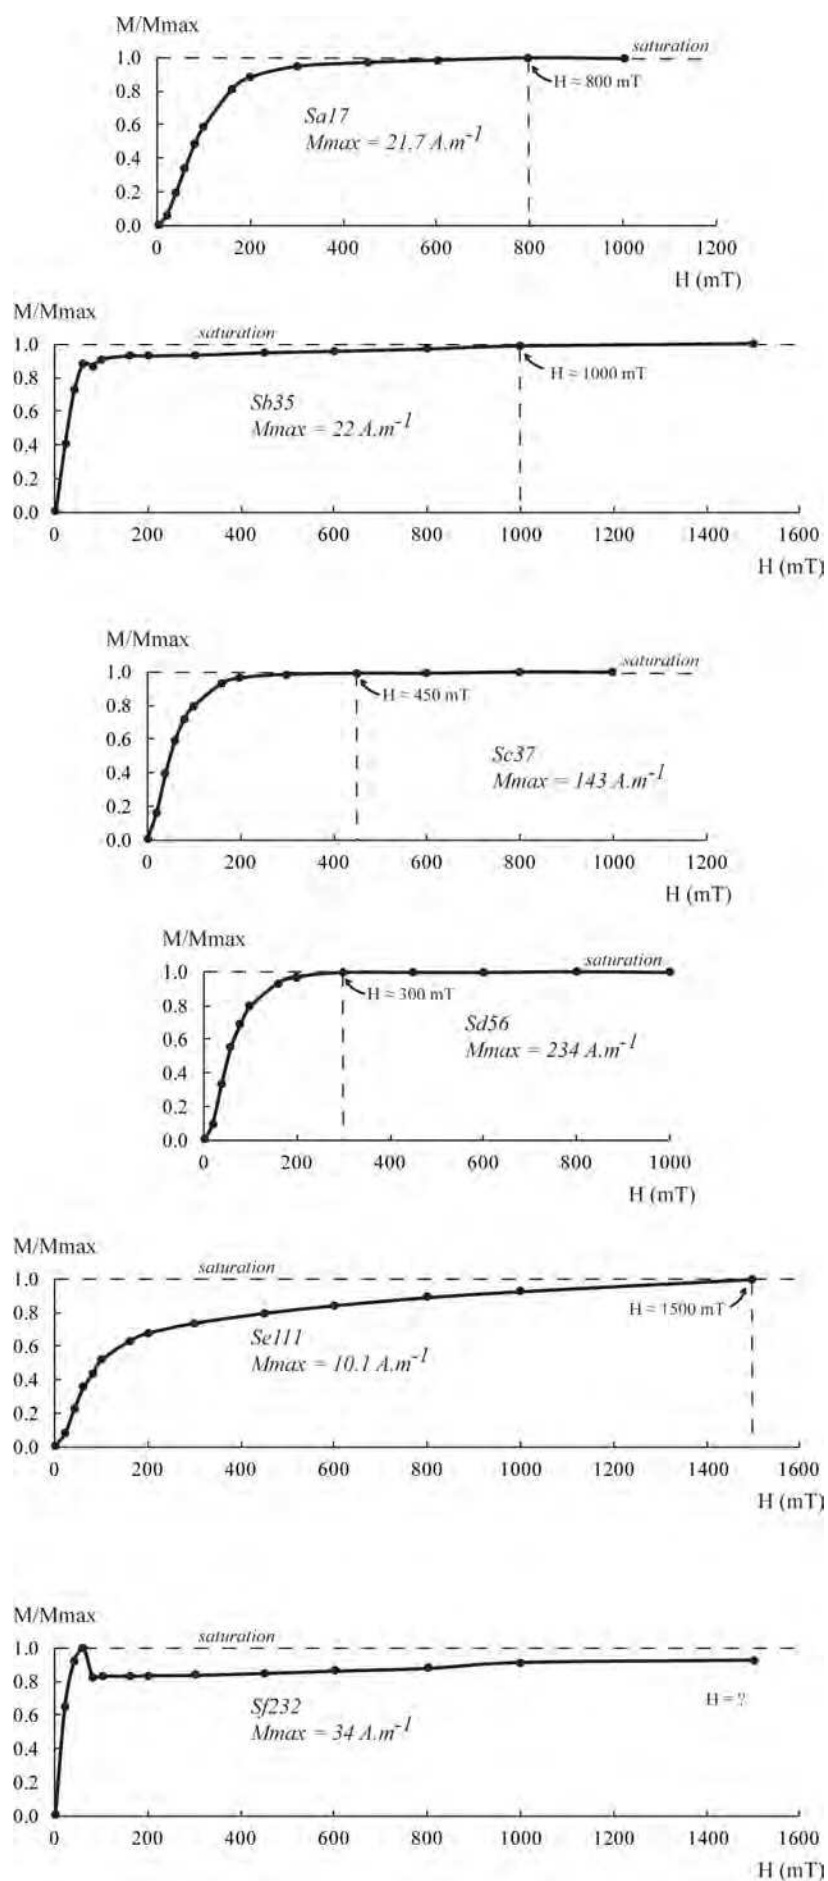 M/Mmax
saturation
1.0
H = 800 mT
0.8
Sa17
Mmax = 21,7 A.m-1
0.6
0.4
0.2
0.0
0 200 400 600 800 1000 1200
H (mT)
M/Mmax
saturation
1.0
H = 1000 mT
0.8
Sb35
Mmax = 22 A.m-1
0.6
0.4
0.2
0.0
0 200 400 600 800 1000 1200 1400 1600
H (mT)
M/Mmax
saturation
1.0
H = 450 mT
0.8
Sc37
Mmax = 143 A.m-1
0.6
0.4
0.2
0.0
0 200 400 600 800 1000 1200
H (mT)
M/Mmax
saturation
1.0
H = 300 mT
0.8
Sd56
Mmax = 234 A.m-1
0.6
0.4
0.2
0.0
0 200 400 600 800 1000
H (mT)
M/Mmax
saturation
1.0
H = 1500 mT
0.8
0.6
Se111
Mmax = 10.1 A.m-1
0.4
0.2
0.0
0 200 400 600 800 1000 1200 1400 1600
H (mT)
M/Mmax
saturation
1.0
0.8
H = ?
Sf232
Mmax = 34 A.m-1
0.6
0.4
0.2
0.0
0 200 400 600 800 1000 1200 1400 1600
H (mT)